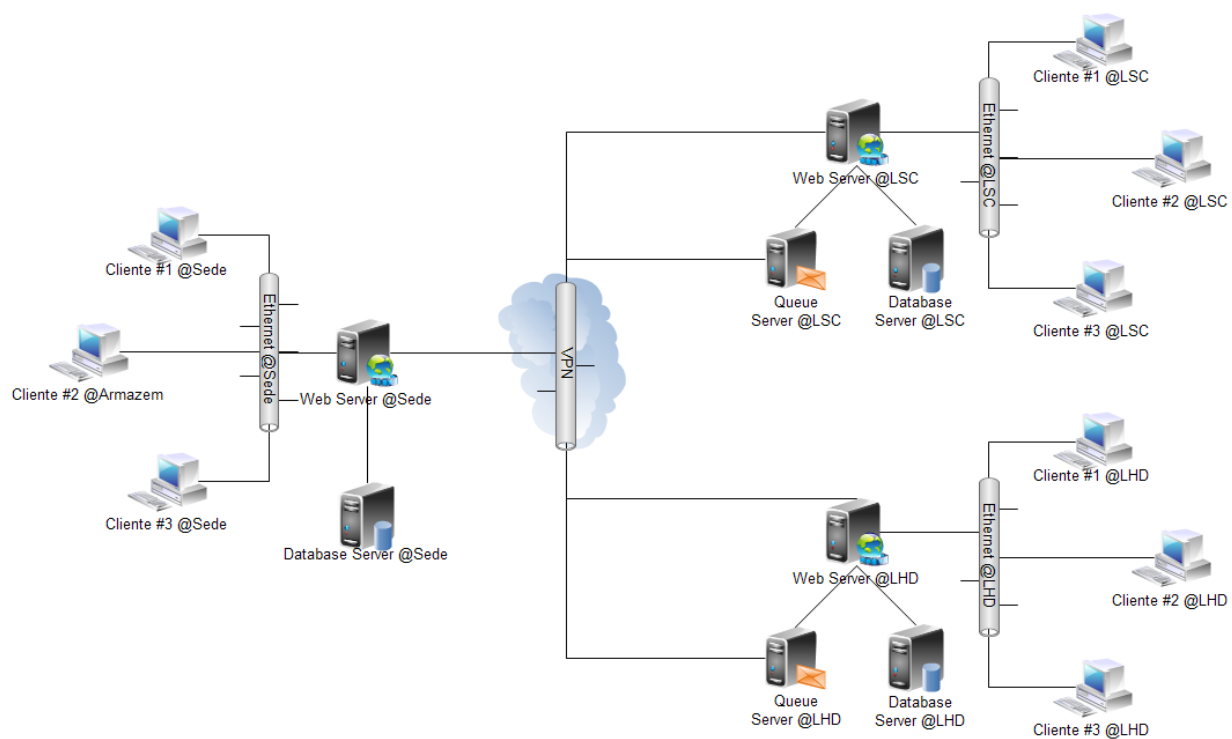 Cliente #1 @Sede
Cliente #2 @Armazem
Cliente #3 @Sede
Ethernet @Sede
Web Server @Sede
Database Server @Sede
VPN
Web Server @LSC
Queue
Server @LSC
Database
Server @LSC
Ethernet @LSC
Cliente #1 @LSC
Cliente #2 @LSC
Cliente #3 @LSC
Web Server @LHD
Queue
Server @LHD
Database
Server @LHD
Ethernet @LHD
Cliente #1 @LHD
Cliente #2 @LHD
Cliente #3 @LHD